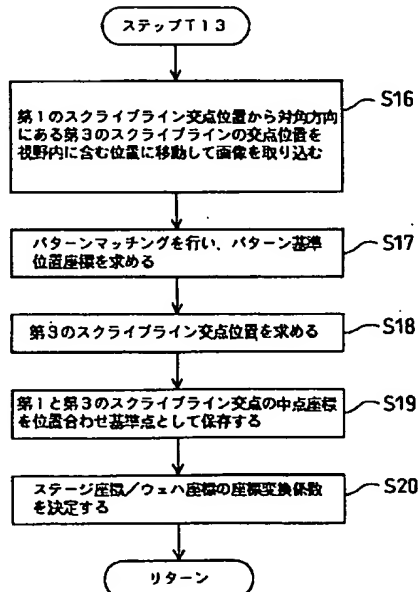 ステップT13
第1のスクライブライン交点位置から対角方向
にある第3のスクライブラインの交点位置を
視野内に含む位置に移動して画像を取り込む
S16
パターンマッチングを行い、パターン基準
位置座標を求める
S17
第3のスクライブライン交点位置を求める
S18
第1と第3のスクライブライン交点の中点座標
を位置合わせ基準点として保存する
S19
ステージ座標/ウェハ座標の座標変換係数
を決定する
S20
リターン